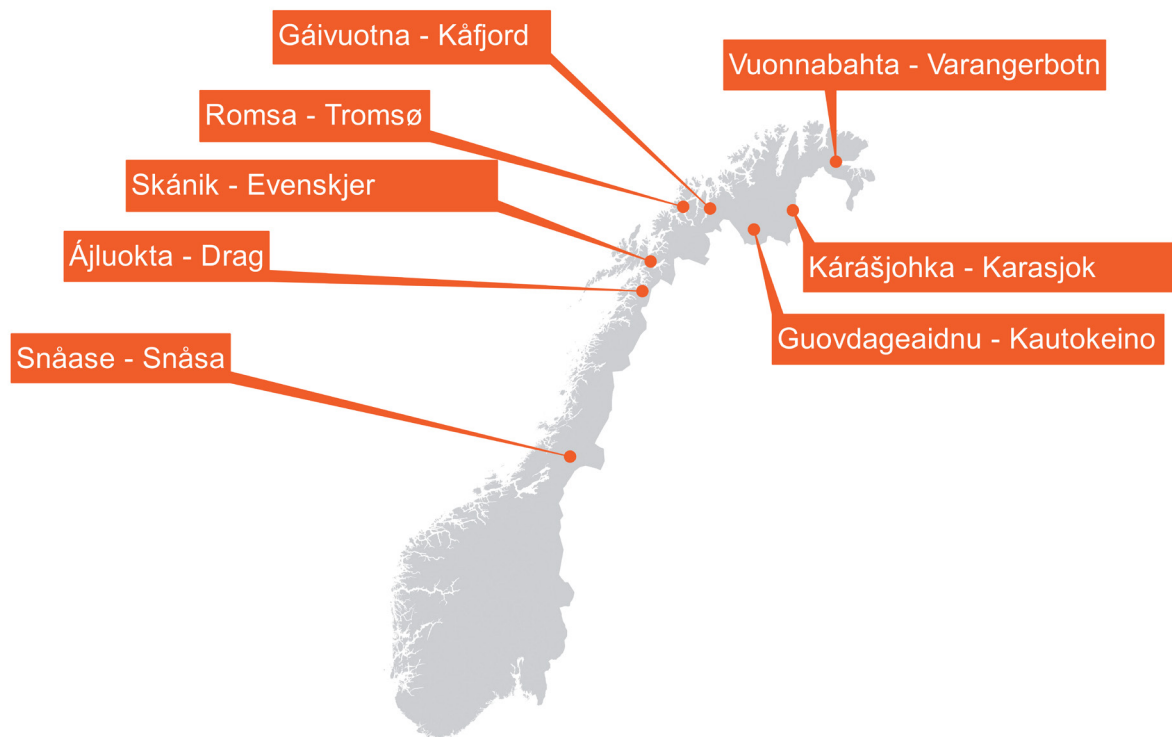 Gáivuotna - Kåfjord
Vuonnabahta - Varangerbotn
Romsa - Tromsø
Skánik - Evenskjer
Ájluokta - Drag
Kárášjohka - Karasjok
Guovdageaidnu - Kautokeino
Snåase - Snåsa